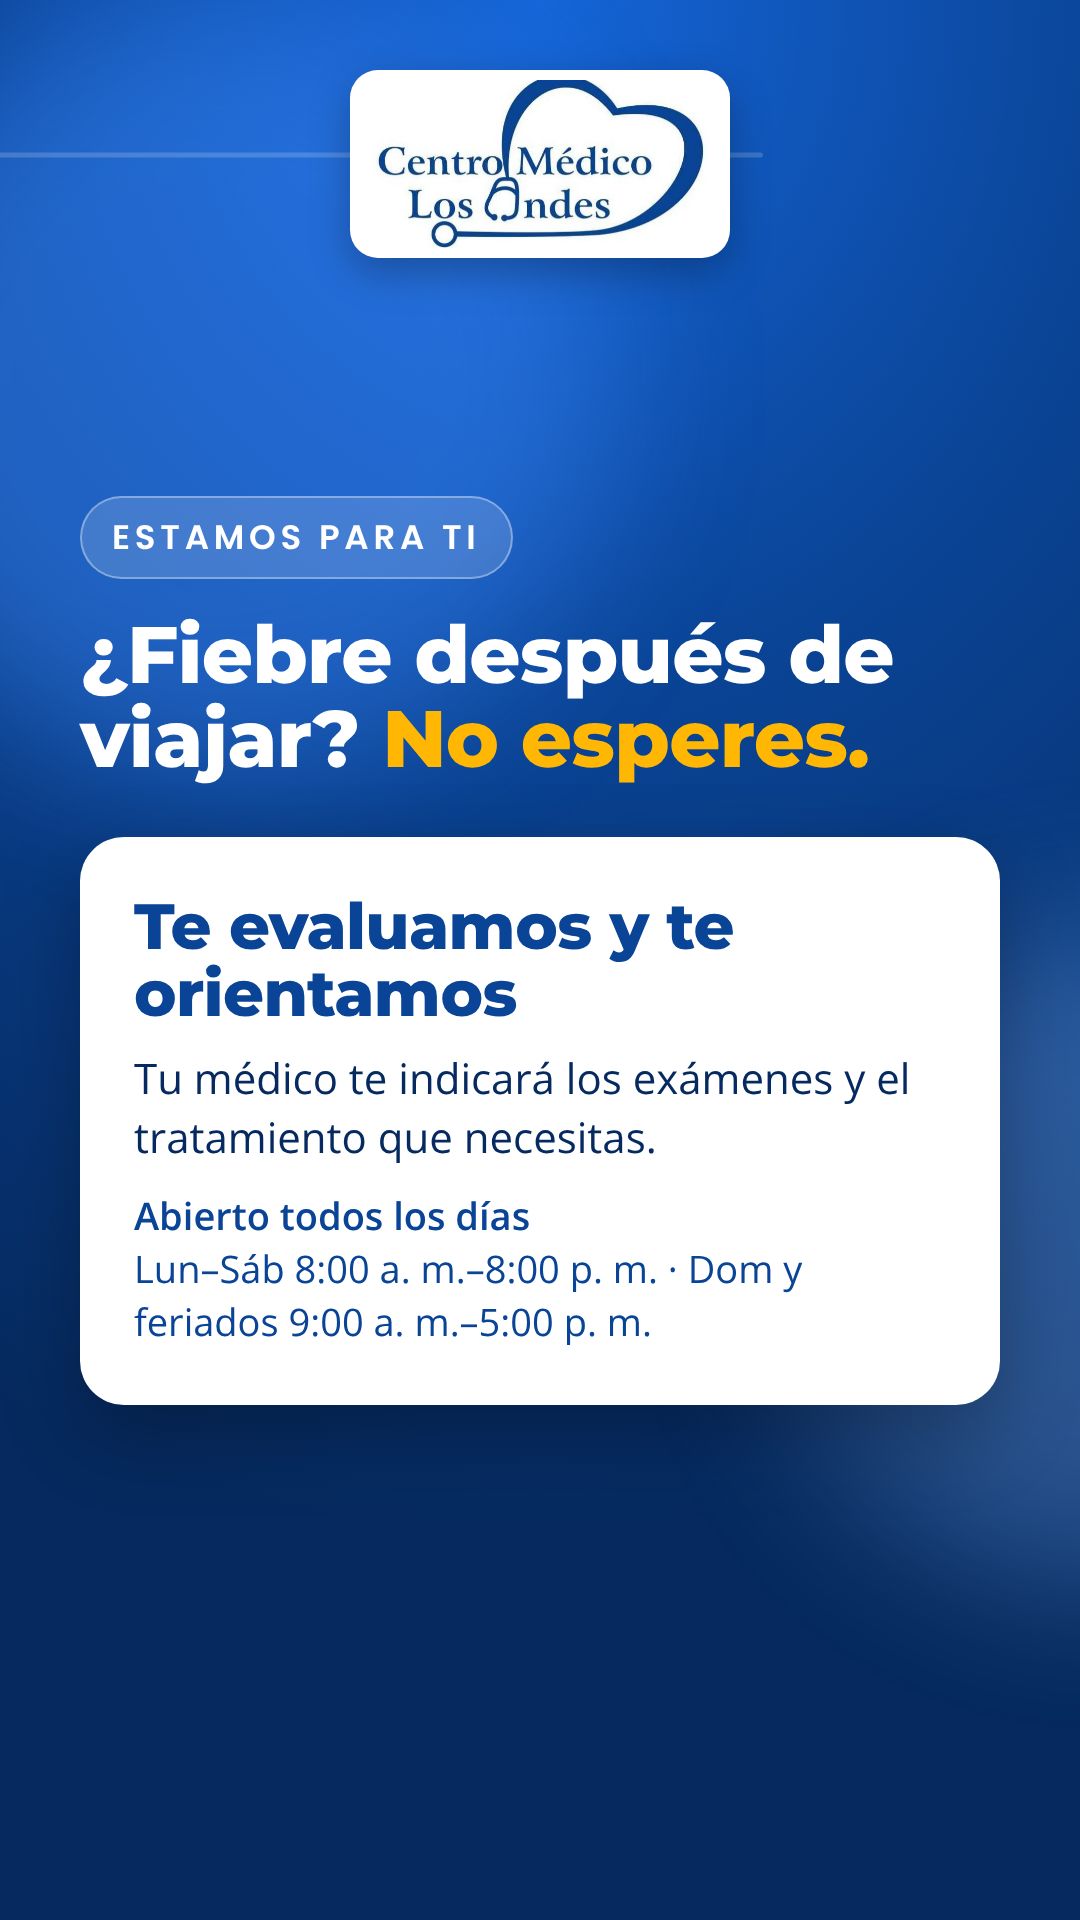 Centro Médico
Los Andes
ESTAMOS PARA TI
¿Fiebre después de
viajar? No esperes.
Te evaluamos y te
orientamos
Tu médico te indicará los exámenes y el
tratamiento que necesitas.
Abierto todos los días
Lun–Sáb 8:00 a. m.–8:00 p. m. · Dom y
feriados 9:00 a. m.–5:00 p. m.